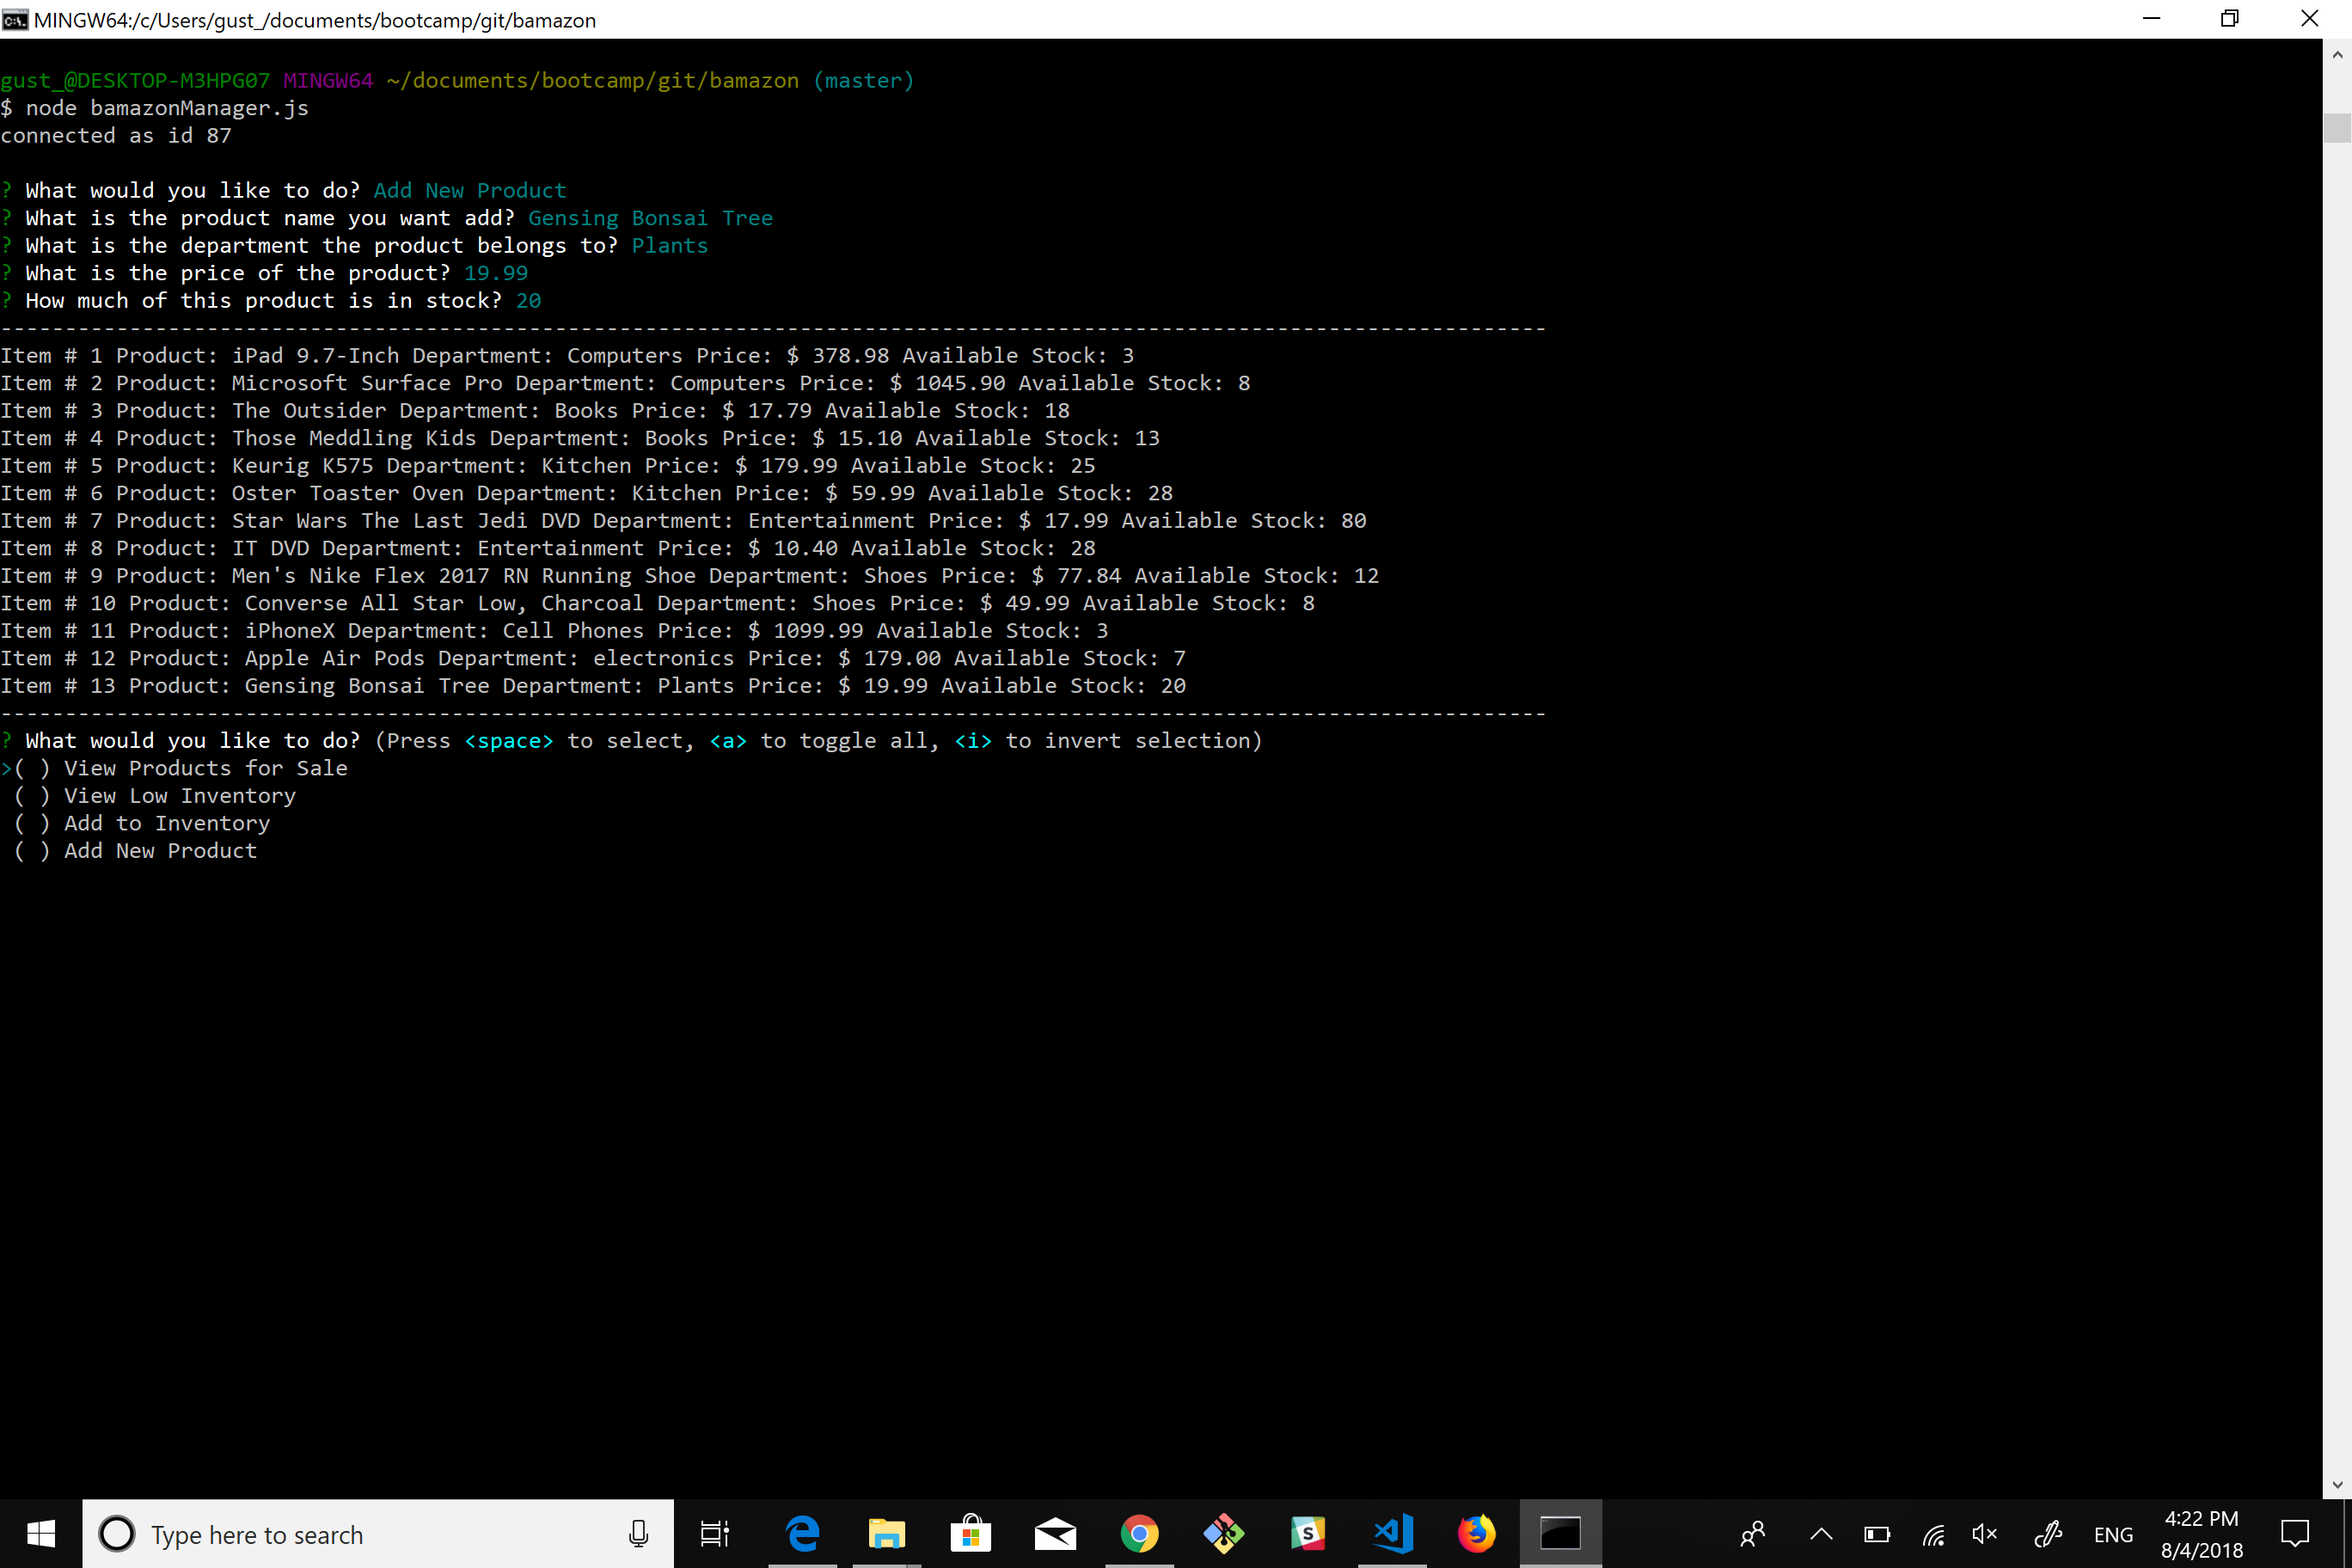 MINGW64:/c/Users/gust_/documents/bootcamp/git/bamazon
gust_@DESKTOP-M3HPG07 MINGW64 ~/documents/bootcamp/git/bamazon (master)
$ node bamazonManager.js
connected as id 87
? What would you like to do? Add New Product
? What is the product name you want add? Gensing Bonsai Tree
? What is the department the product belongs to? Plants
? What is the price of the product? 19.99
? How much of this product is in stock? 20
------------------------------------------------------------------------------------------------------------------------
Item # 1 Product: iPad 9.7-Inch Department: Computers Price: $ 378.98 Available Stock: 3
Item # 2 Product: Microsoft Surface Pro Department: Computers Price: $ 1045.90 Available Stock: 8
Item # 3 Product: The Outsider Department: Books Price: $ 17.79 Available Stock: 18
Item # 4 Product: Those Meddling Kids Department: Books Price: $ 15.10 Available Stock: 13
Item # 5 Product: Keurig K575 Department: Kitchen Price: $ 179.99 Available Stock: 25
Item # 6 Product: Oster Toaster Oven Department: Kitchen Price: $ 59.99 Available Stock: 28
Item # 7 Product: Star Wars The Last Jedi DVD Department: Entertainment Price: $ 17.99 Available Stock: 80
Item # 8 Product: IT DVD Department: Entertainment Price: $ 10.40 Available Stock: 28
Item # 9 Product: Men's Nike Flex 2017 RN Running Shoe Department: Shoes Price: $ 77.84 Available Stock: 12
Item # 10 Product: Converse All Star Low, Charcoal Department: Shoes Price: $ 49.99 Available Stock: 8
Item # 11 Product: iPhoneX Department: Cell Phones Price: $ 1099.99 Available Stock: 3
Item # 12 Product: Apple Air Pods Department: electronics Price: $ 179.00 Available Stock: 7
Item # 13 Product: Gensing Bonsai Tree Department: Plants Price: $ 19.99 Available Stock: 20
------------------------------------------------------------------------------------------------------------------------
? What would you like to do? (Press <space> to select, <a> to toggle all, <i> to invert selection)
>( ) View Products for Sale
( ) View Low Inventory
( ) Add to Inventory
( ) Add New Product
Type here to search
ENG
4:22 PM
8/4/2018